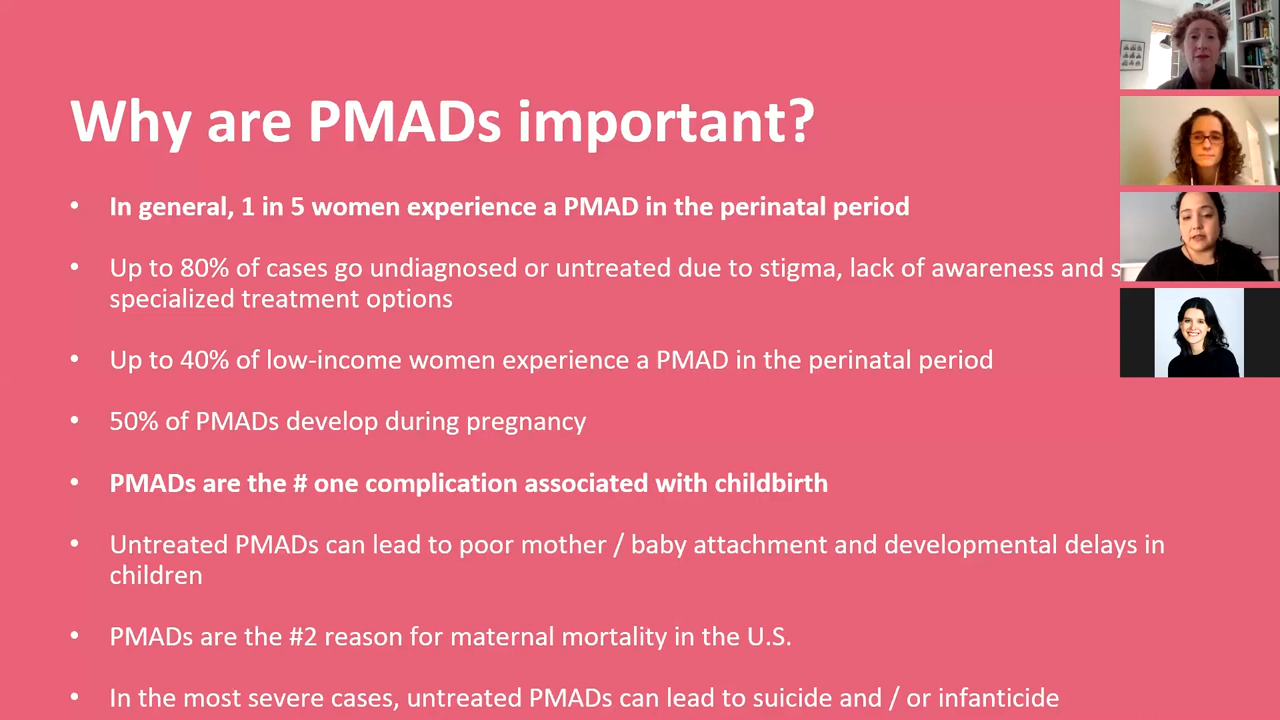 Why are PMADs important?
• In general, 1 in 5 women experience a PMAD in the perinatal period
• Up to 80% of cases go undiagnosed or untreated due to stigma, lack of awareness and
specialized treatment options
• Up to 40% of low-income women experience a PMAD in the perinatal period
• 50% of PMADs develop during pregnancy
• PMADs are the # one complication associated with childbirth
• Untreated PMADs can lead to poor mother / baby attachment and developmental delays in
children
• PMADs are the #2 reason for maternal mortality in the U.S.
• In the most severe cases, untreated PMADs can lead to suicide and / or infanticide